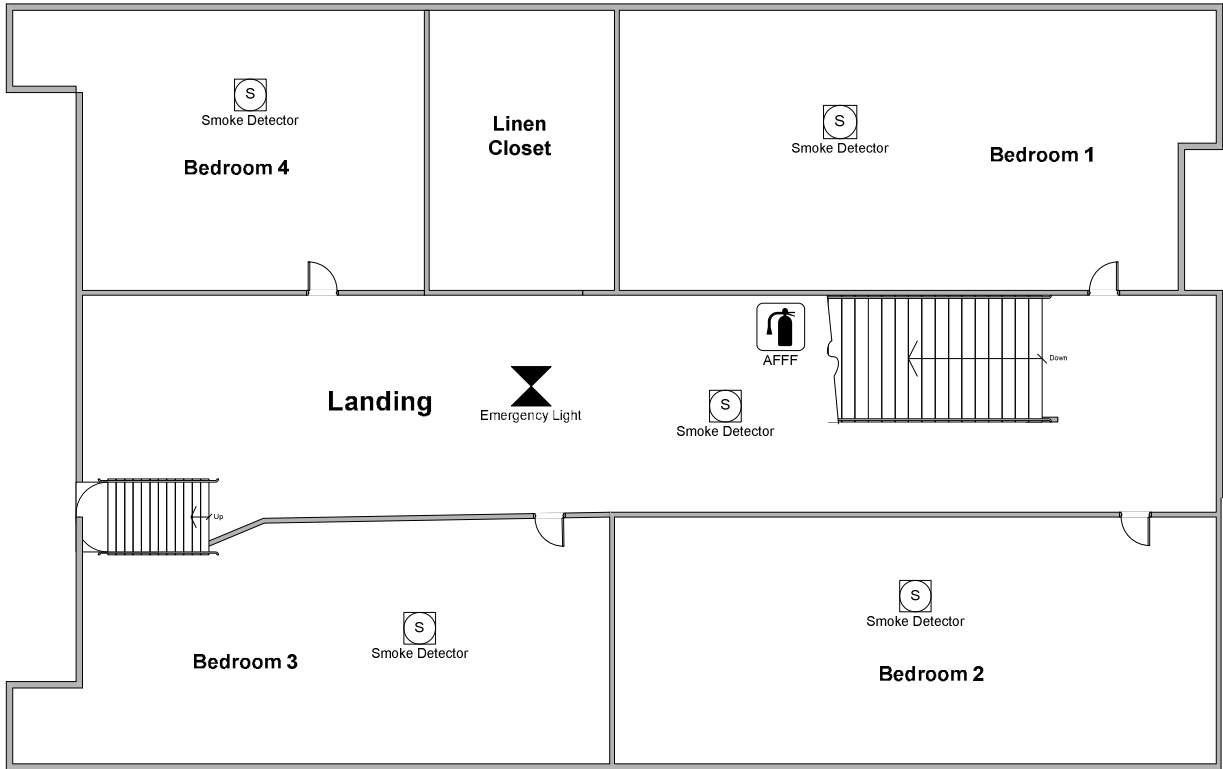 S
Smoke Detector
Bedroom 4
Linen
Closet
S
Smoke Detector
Bedroom 1
AFFF
Down
Landing
Emergency Light
S
Smoke Detector
Up
Bedroom 3
S
Smoke Detector
S
Smoke Detector
Bedroom 2